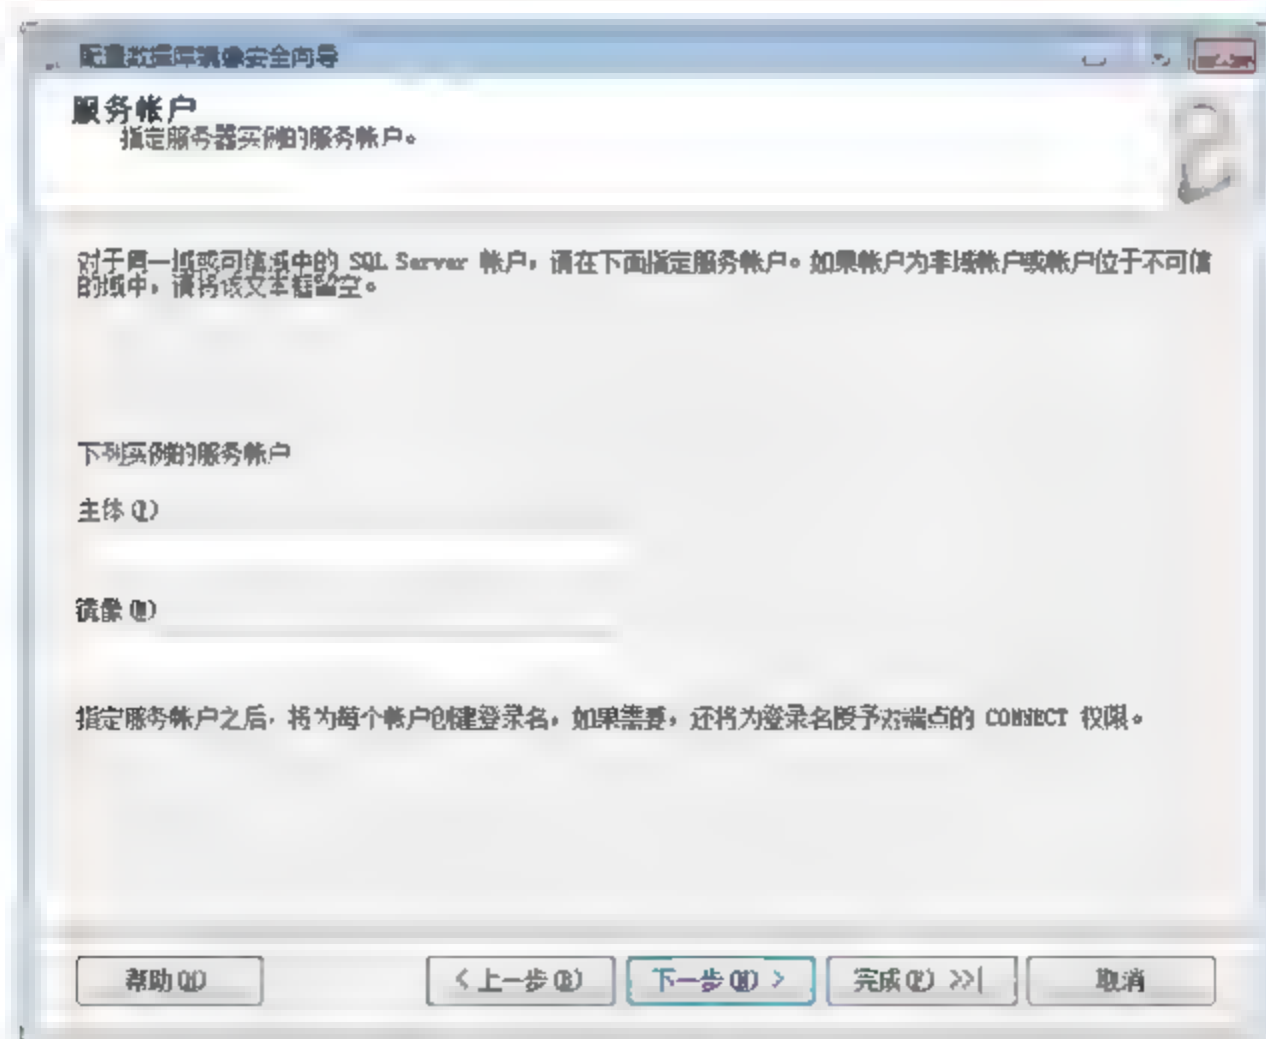 配置数据库镜像安全向导
服务帐户
指定服务器实例的服务帐户。
对于同一域或可信域中的 SQL Server 帐户，请在下面指定服务帐户。如果帐户为非域帐户或帐户位于不可信
的域中，请将该文本框留空。
下列实例的服务帐户
主体(I)
镜像(M)
指定服务帐户之后，将为每个帐户创建登录名，如果需要，还将为登录名授予对端点的 CONNECT 权限。
帮助(H) < 上一步(B) 下一步(N) > 完成(F) >>| 取消